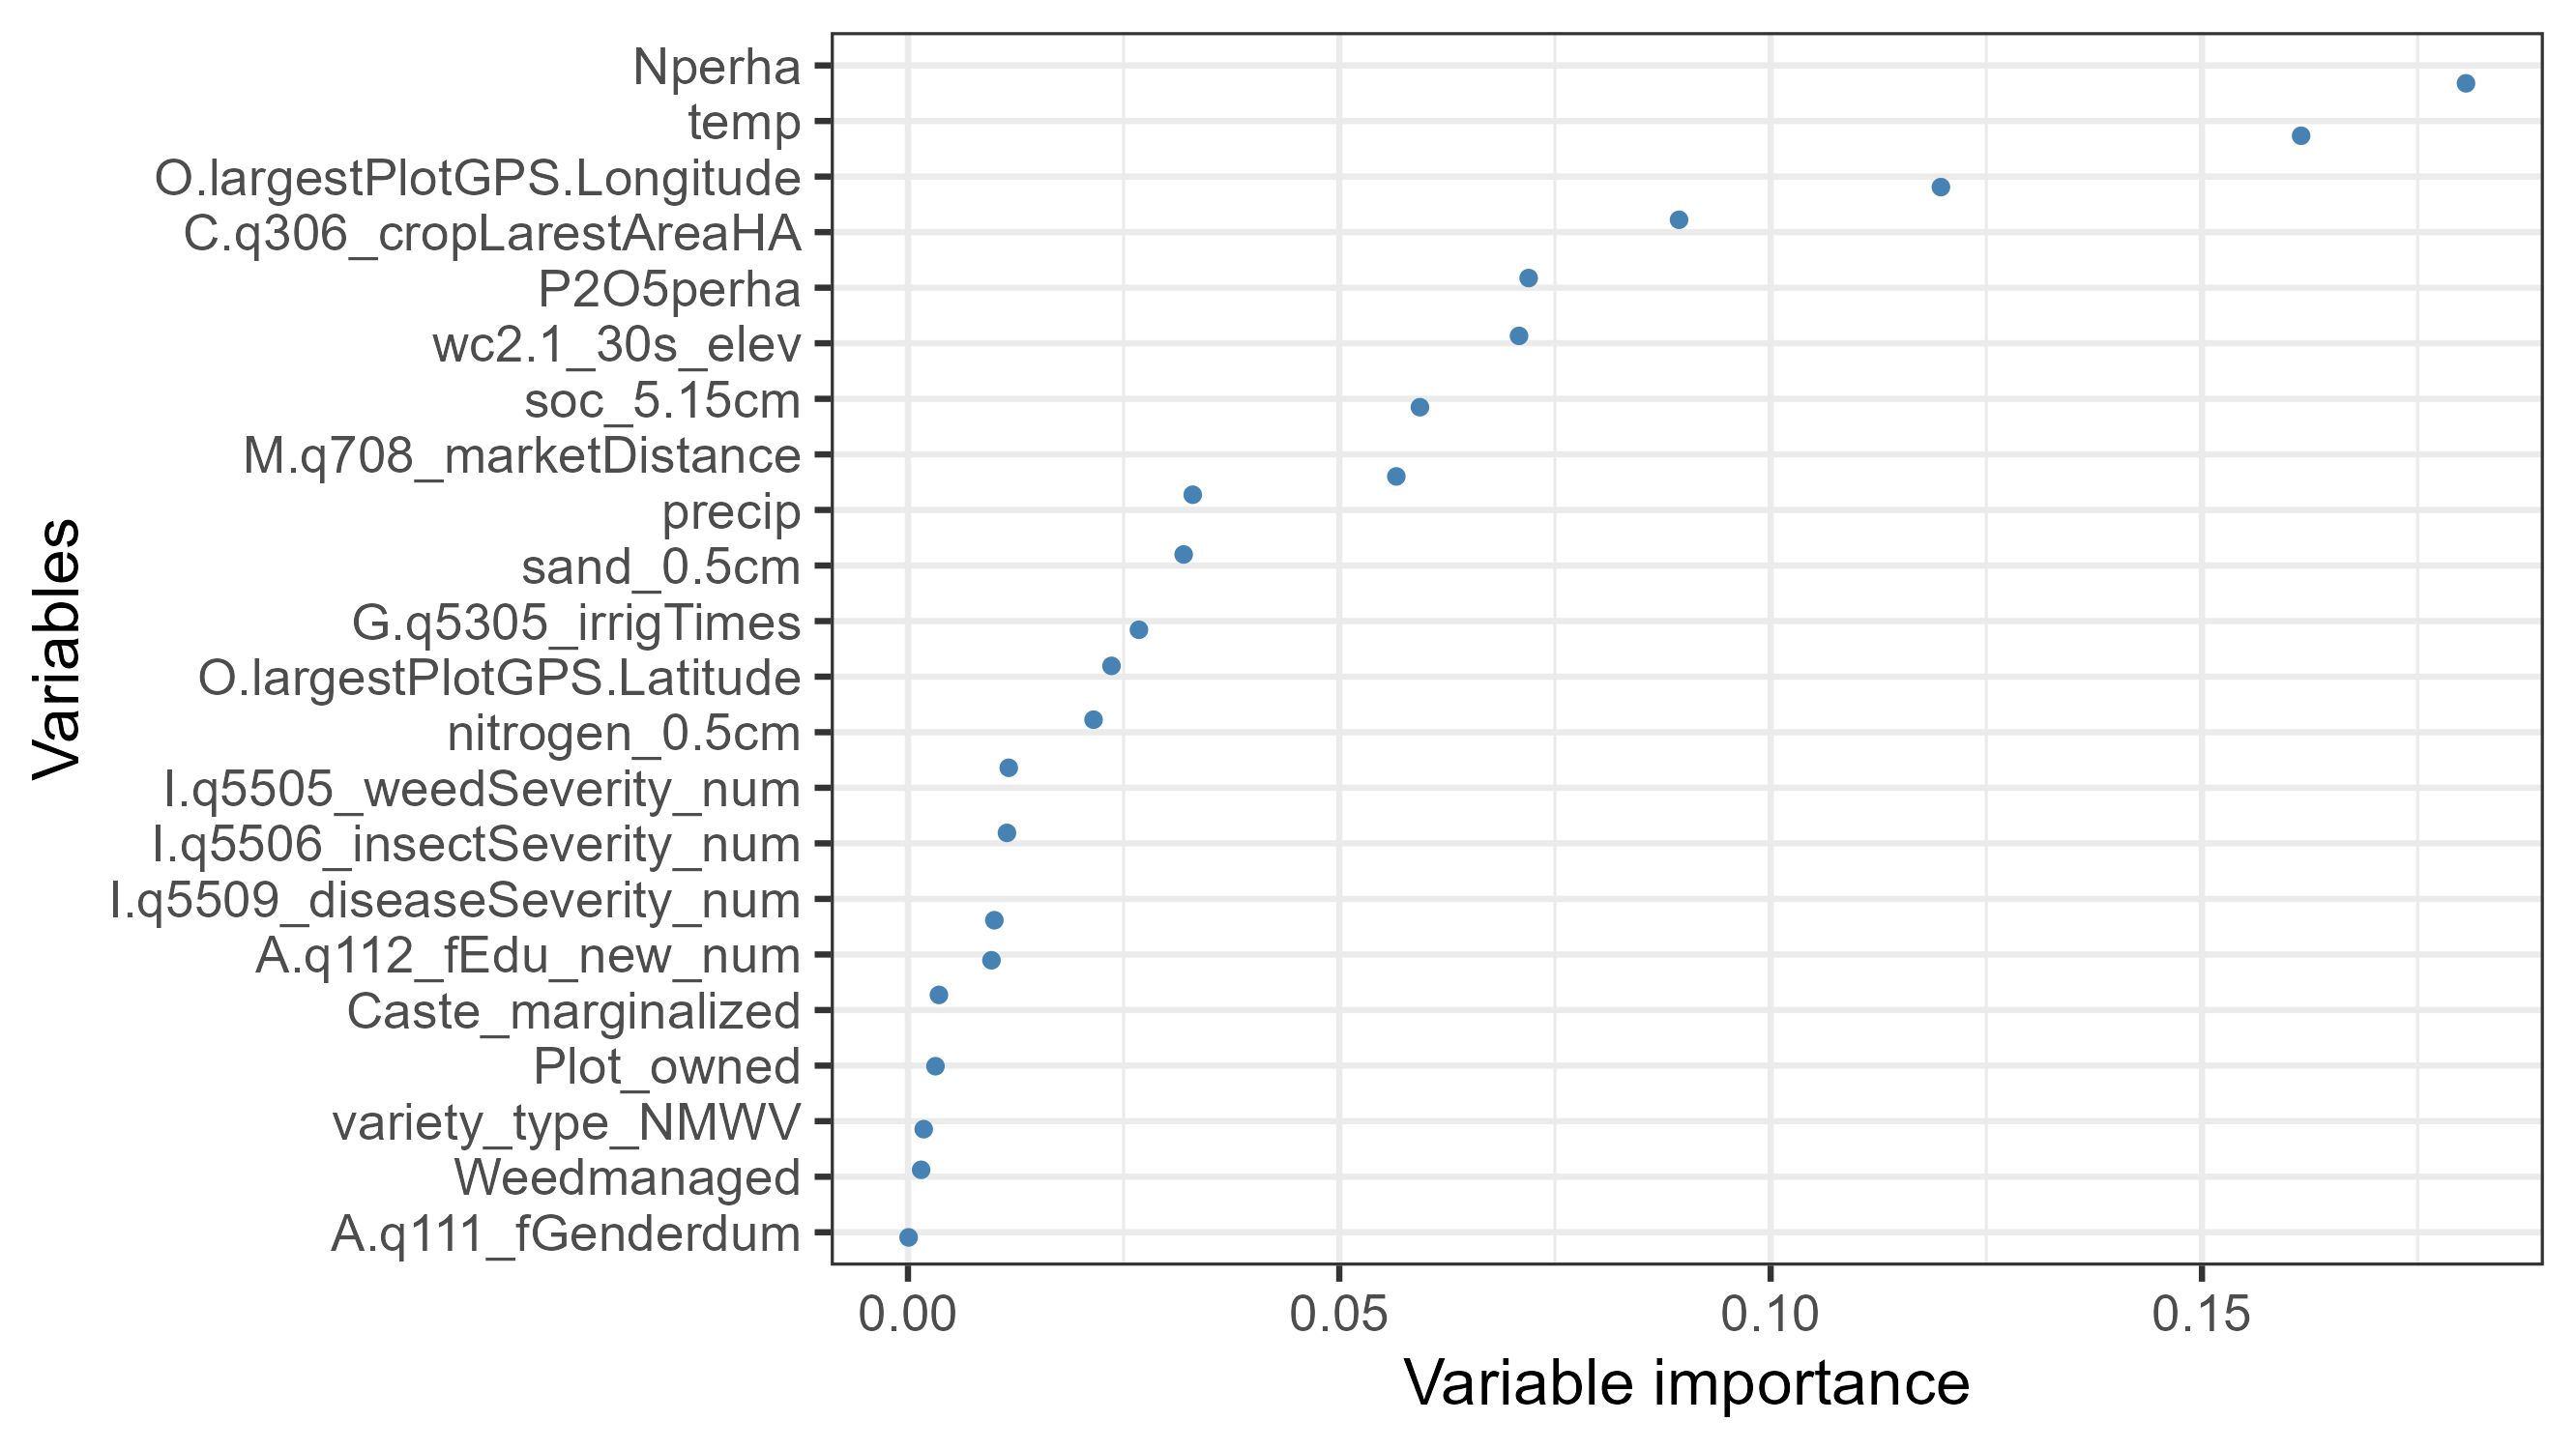 Nperha
temp
O.largestPlotGPS.Longitude
C.q306_cropLarestAreaHA
P2O5perha
wc2.1_30s_elev
soc_5.15cm
M.q708_marketDistance
precip
sand_0.5cm
G.q5305_irrigTimes
O.largestPlotGPS.Latitude
nitrogen_0.5cm
I.q5505_weedSeverity_num
I.q5506_insectSeverity_num
I.q5509_diseaseSeverity_num
A.q112_fEdu_new_num
Caste_marginalized
Plot_owned
variety_type_NMWV
Weedmanaged
A.q111_fGenderdum
Variables
0.00 0.05 0.10 0.15
Variable importance